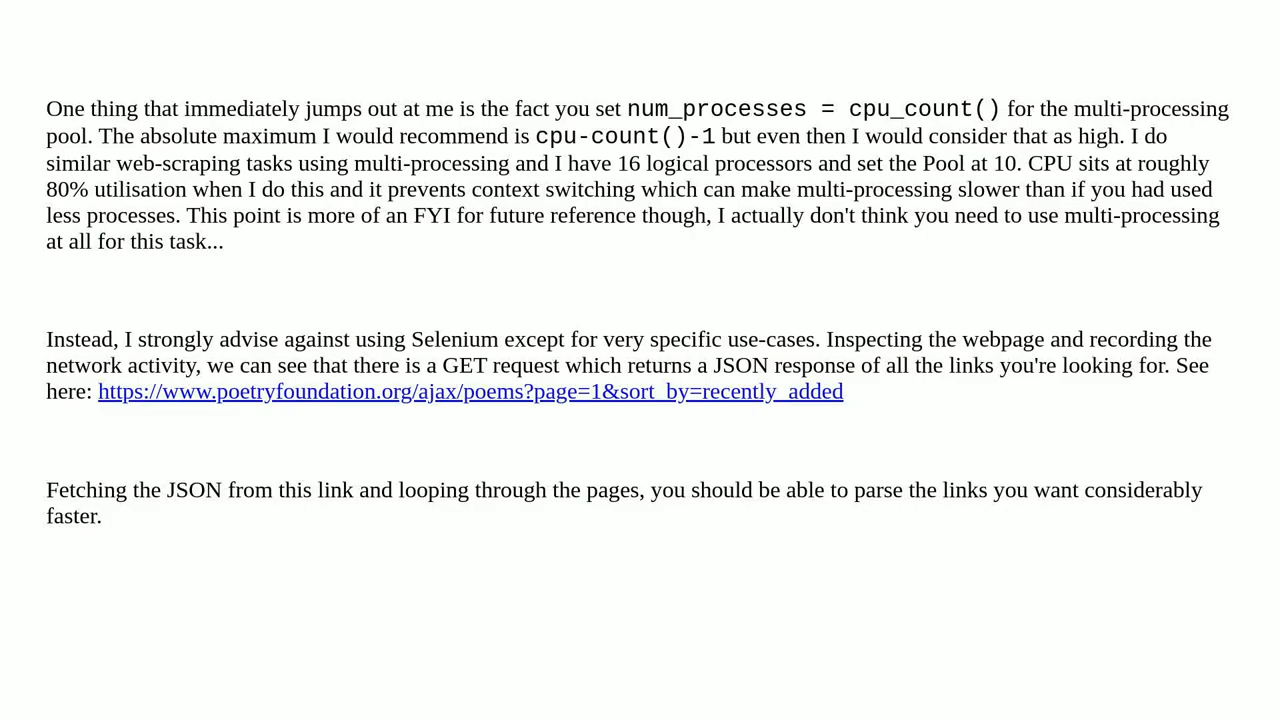 One thing that immediately jumps out at me is the fact you set num_processes = cpu_count() for the multi-processing
pool. The absolute maximum I would recommend is cpu-count()-1 but even then I would consider that as high. I do
similar web-scraping tasks using multi-processing and I have 16 logical processors and set the Pool at 10. CPU sits at roughly
80% utilisation when I do this and it prevents context switching which can make multi-processing slower than if you had used
less processes. This point is more of an FYI for future reference though, I actually don't think you need to use multi-processing
at all for this task...
Instead, I strongly advise against using Selenium except for very specific use-cases. Inspecting the webpage and recording the
network activity, we can see that there is a GET request which returns a JSON response of all the links you're looking for. See
here: https://www.poetryfoundation.org/ajax/poems?page=1&sort_by=recently_added
Fetching the JSON from this link and looping through the pages, you should be able to parse the links you want considerably
faster.